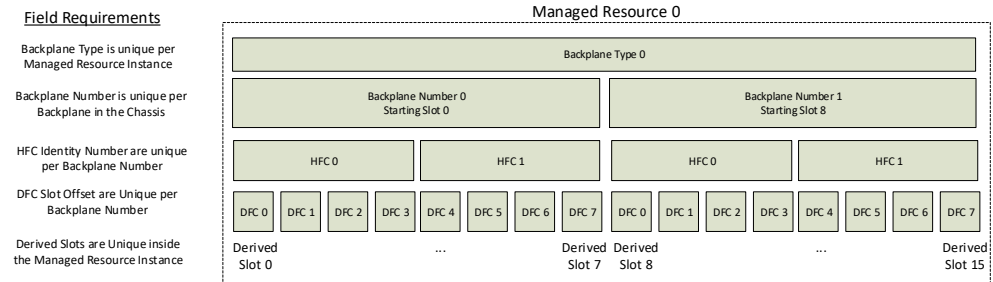 Managed Resource 0
Field Requirements
Backplane Type is unique per
Managed Resource Instance
Backplane Type 0
Backplane Number is unique per
Backplane in the Chassis
Backplane Number 0
Starting Slot 0
Backplane Number 1
Starting Slot 8
HFC Identity Number are unique
per Backplane Number
HFC 0
HFC 1
HFC 0
HFC 1
DFC Slot Offset are Unique per
Backplane Number
DFC 0
DFC 1
DFC 2
DFC 3
DFC 4
DFC 5
DFC 6
DFC 7
DFC 0
DFC 1
DFC 2
DFC 3
DFC 4
DFC 5
DFC 6
DFC 7
Derived Slots are Unique inside
the Managed Resource Instance
Derived
Slot 0
...
Derived
Slot 7
Derived
Slot 8
...
Derived
Slot 15